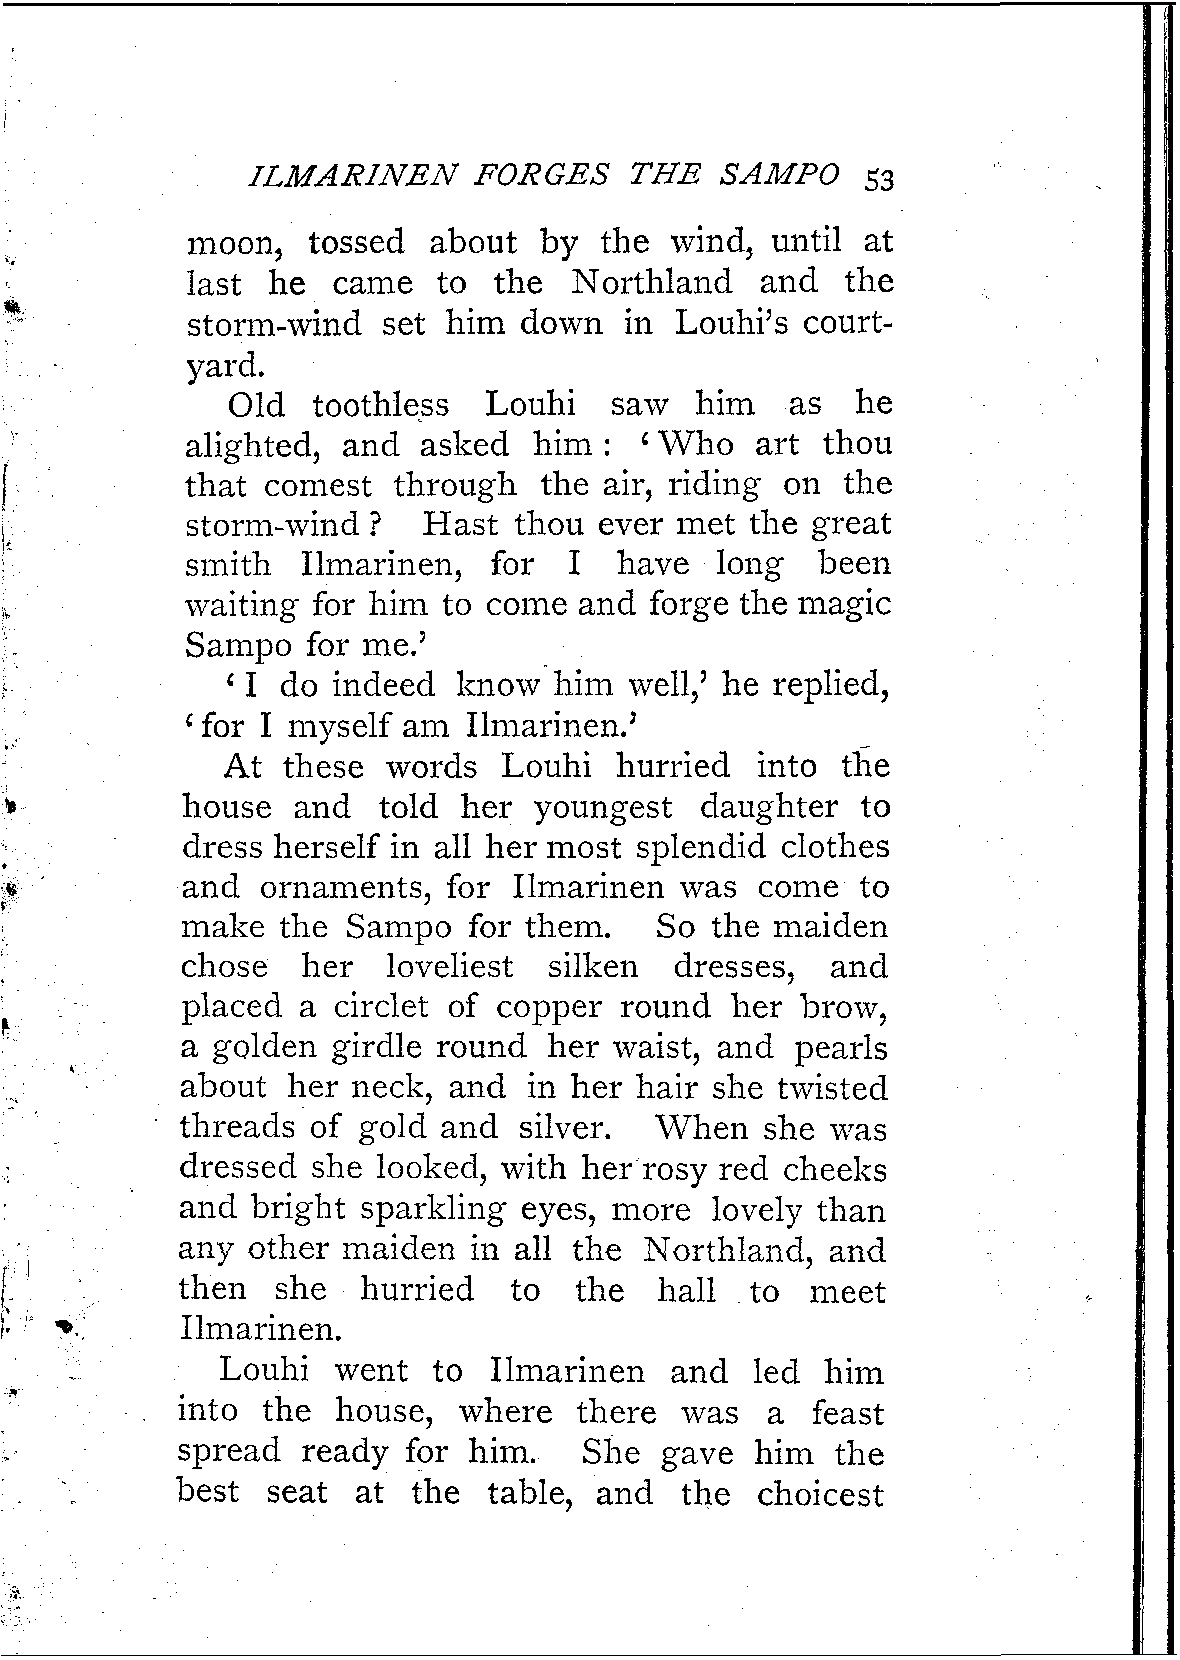 ILMARINEN FORGES THE SAMPO 53
moon, tossed about by the wind, until at
last he came to the Northland and the
storm-wind set him down in Louhi's court-
yard.
Old toothless Louhi saw him as he
alighted, and asked him : ‘ Who art thou
that comest through the air, riding on the
storm-wind ? Hast thou ever met the great
smith Ilmarinen, for I have long been
waiting for him to come and forge the magic
Sampo for me.’
‘ I do indeed know him well,’ he replied,
‘ for I myself am Ilmarinen.’
At these words Louhi hurried into the
house and told her youngest daughter to
dress herself in all her most splendid clothes
and ornaments, for Ilmarinen was come to
make the Sampo for them. So the maiden
chose her loveliest silken dresses, and
placed a circlet of copper round her brow,
a golden girdle round her waist, and pearls
about her neck, and in her hair she twisted
threads of gold and silver. When she was
dressed she looked, with her rosy red cheeks
and bright sparkling eyes, more lovely than
any other maiden in all the Northland, and
then she hurried to the hall to meet
Ilmarinen.
Louhi went to Ilmarinen and led him
into the house, where there was a feast
spread ready for him. She gave him the
best seat at the table, and the choicest